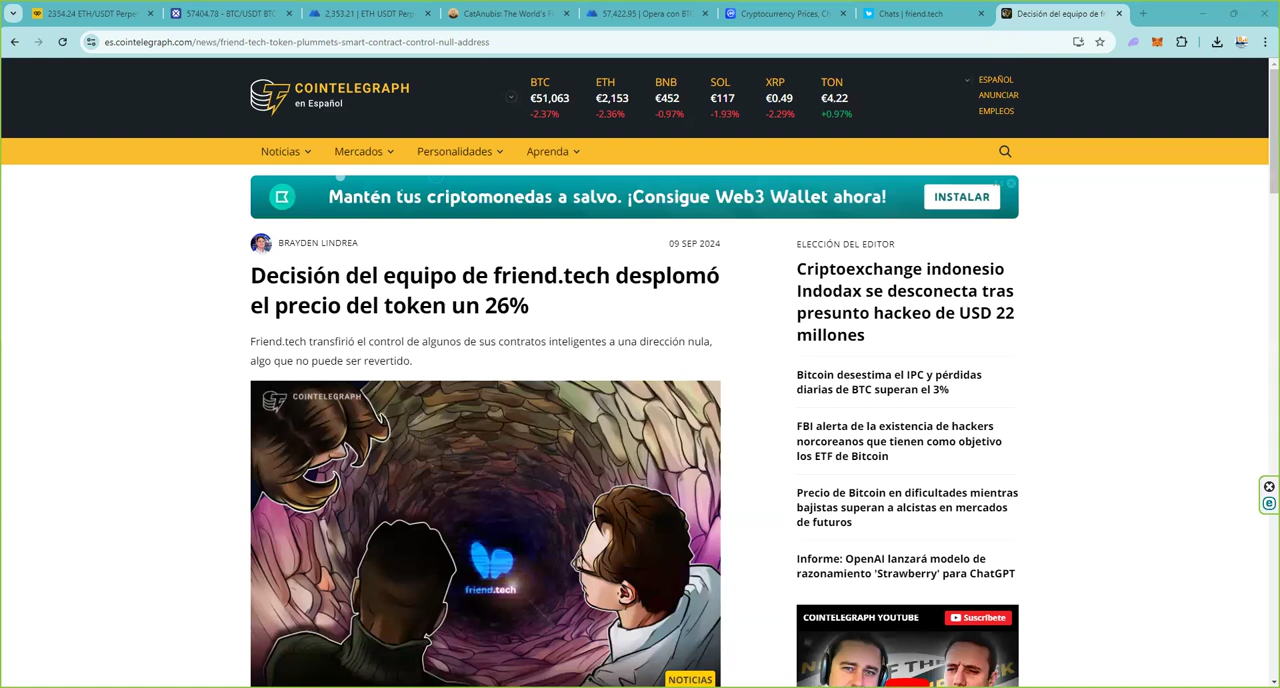 2354.24 ETH/USDT Perper
57404.78 - BTC/USDT BTC
2,353.21 | ETH USDT Perp
CatAnubis: The World's F
57,422.95 | Opera con BT
Cryptocurrency Prices, Ch
Chats | friend.tech
Decisión del equipo de fr
es.cointelegraph.com/news/friend-tech-token-plummets-smart-contract-control-null-address
COINTELEGRAPH
en Español
BTC ETH BNB SOL XRP TON
€51,063 €2,153 €452 €117 €0.49 €4.22
-2.37% -2.36% -0.97% -1.93% -2.29% +0.97%
ESPAÑOL
ANUNCIAR
EMPLEOS
Noticias Mercados Personalidades Aprenda
Mantén tus criptomonedas a salvo. ¡Consigue Web3 Wallet ahora! INSTALAR
BRAYDEN LINDREA 09 SEP 2024
Decisión del equipo de friend.tech desplomó
el precio del token un 26%
Friend.tech transfirió el control de algunos de sus contratos inteligentes a una dirección nula,
algo que no puede ser revertido.
COINTELEGRAPH
friend.tech
NOTICIAS
ELECCIÓN DEL EDITOR
Criptoexchange indonesio
Indodax se desconecta tras
presunto hackeo de USD 22
millones
Bitcoin desestima el IPC y pérdidas
diarias de BTC superan el 3%
FBI alerta de la existencia de hackers
norcoreanos que tienen como objetivo
los ETF de Bitcoin
Precio de Bitcoin en dificultades mientras
bajistas superan a alcistas en mercados
de futuros
Informe: OpenAI lanzará modelo de
razonamiento 'Strawberry' para ChatGPT
COINTELEGRAPH YOUTUBE Suscríbete